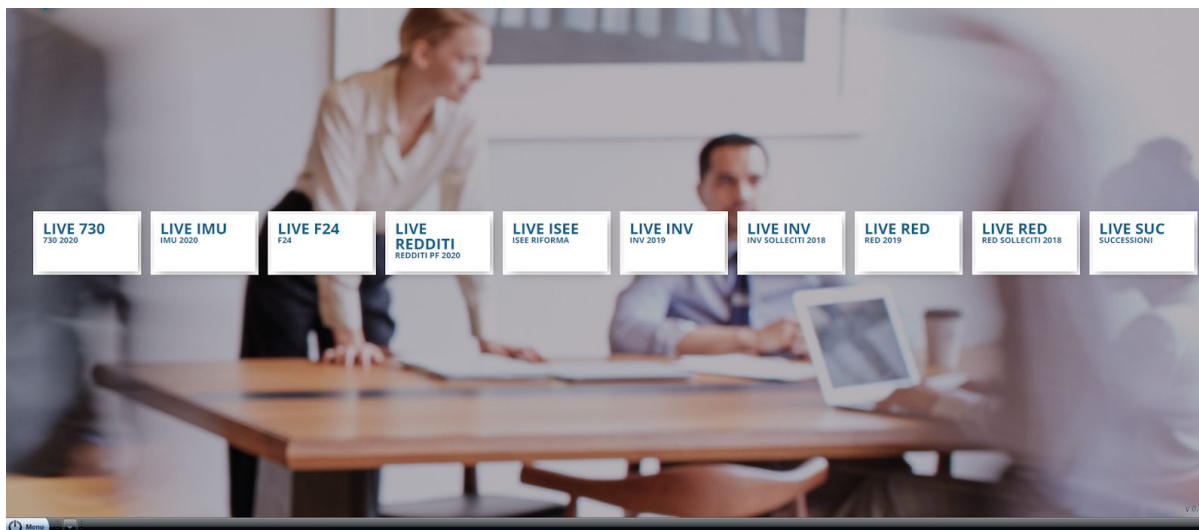 LIVE 730
730 2020
LIVE IMU
IMU 2020
LIVE F24
F24
LIVE
REDDITI
REDDITI PF 2020
LIVE ISEE
ISEE RIFORMA
LIVE INV
INV 2019
LIVE INV
INV SOLLECITI 2018
LIVE RED
RED 2019
LIVE RED
RED SOLLECITI 2018
LIVE SUC
SUCCESSIONI
Menu